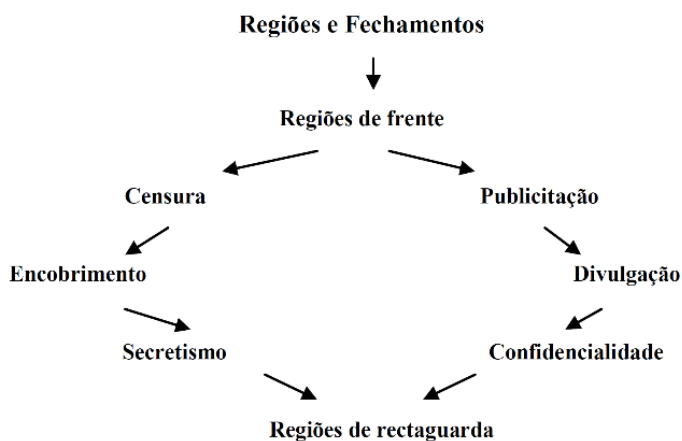 Regiões e Fechamentos
Regiões de frente
Censura
Publicitação
Encobrimento
Divulgação
Secretismo
Confidencialidade
Regiões de rectaguarda